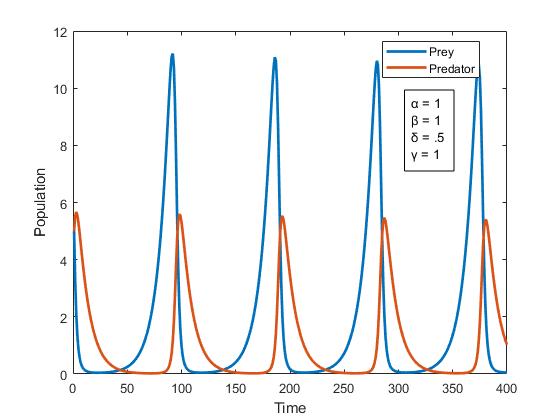 12
10
8
6
4
2
0
Population
Prey
Predator
α = 1
β = 1
δ = .5
γ = 1
0 50 100 150 200 250 300 350 400
Time